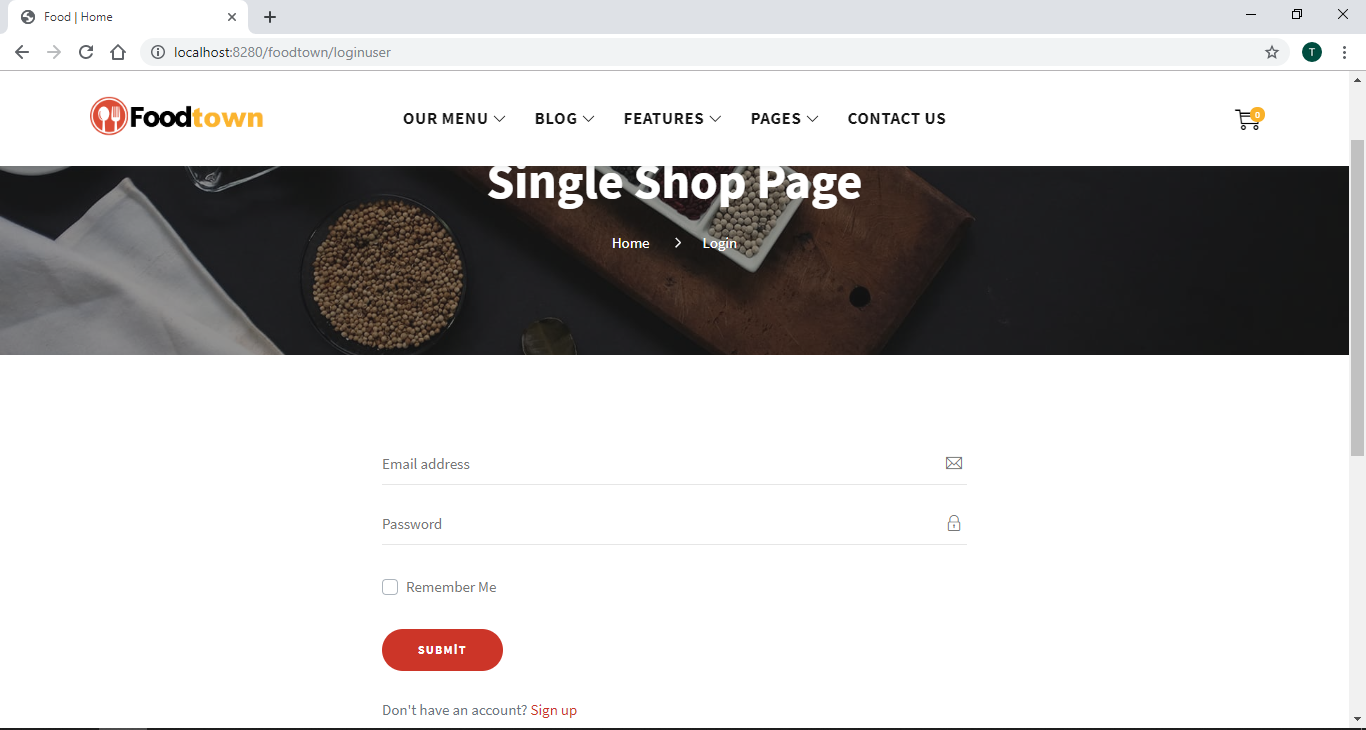 Food | Home
localhost:8280/foodtown/loginuser
T
Foodtown
OUR MENU
BLOG
FEATURES
PAGES
CONTACT US
0
Single Shop Page
Home
Login
Email address
Password
Remember Me
SUBMİT
Don't have an account? Sign up